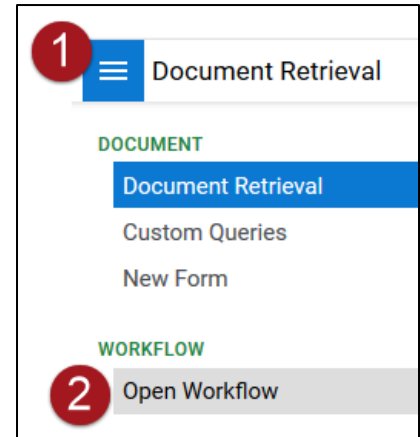 1
Document Retrieval
DOCUMENT
Document Retrieval
Custom Queries
New Form
WORKFLOW
2 Open Workflow